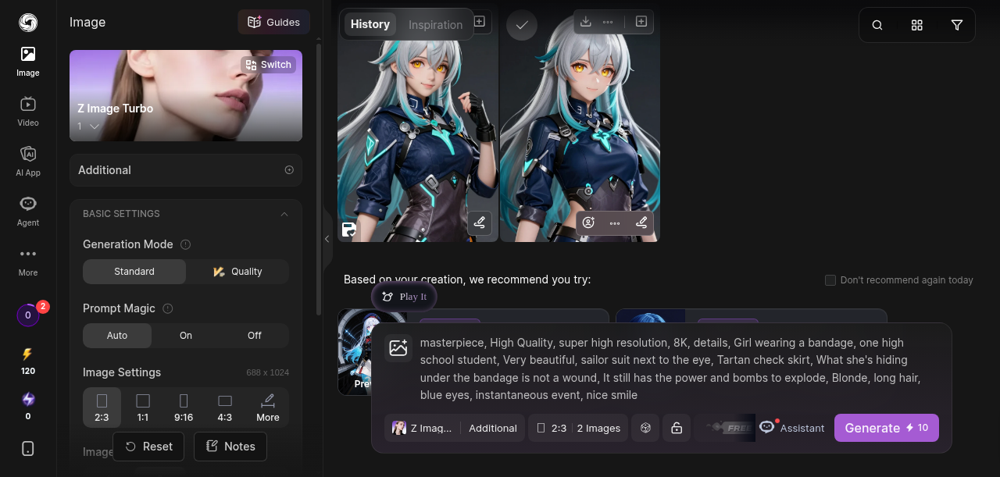 Image
Guides
History
Inspiration
Image
Switch
Z Image Turbo
1
Video
AI App
Additional
Agent
BASIC SETTINGS
More
Generation Mode
Standard
Quality
Based on your creation, we recommend you try:
Don't recommend again today
Play It
Prompt Magic
0
2
Auto
On
Off
masterpiece, High Quality, super high resolution, 8K, details, Girl wearing a bandage, one high
school student, Very beautiful, sailor suit next to the eye, Tartan check skirt, What she's hiding
under the bandage is not a wound, It still has the power and bombs to explode, Blonde, long hair,
blue eyes, instantaneous event, nice smile
120
Image Settings
688 x 1024
0
2:3
1:1
9:16
4:3
More
Z Imag...
Additional
2:3
2 Images
FREE
Assistant
Generate
10
Image
Reset
Notes